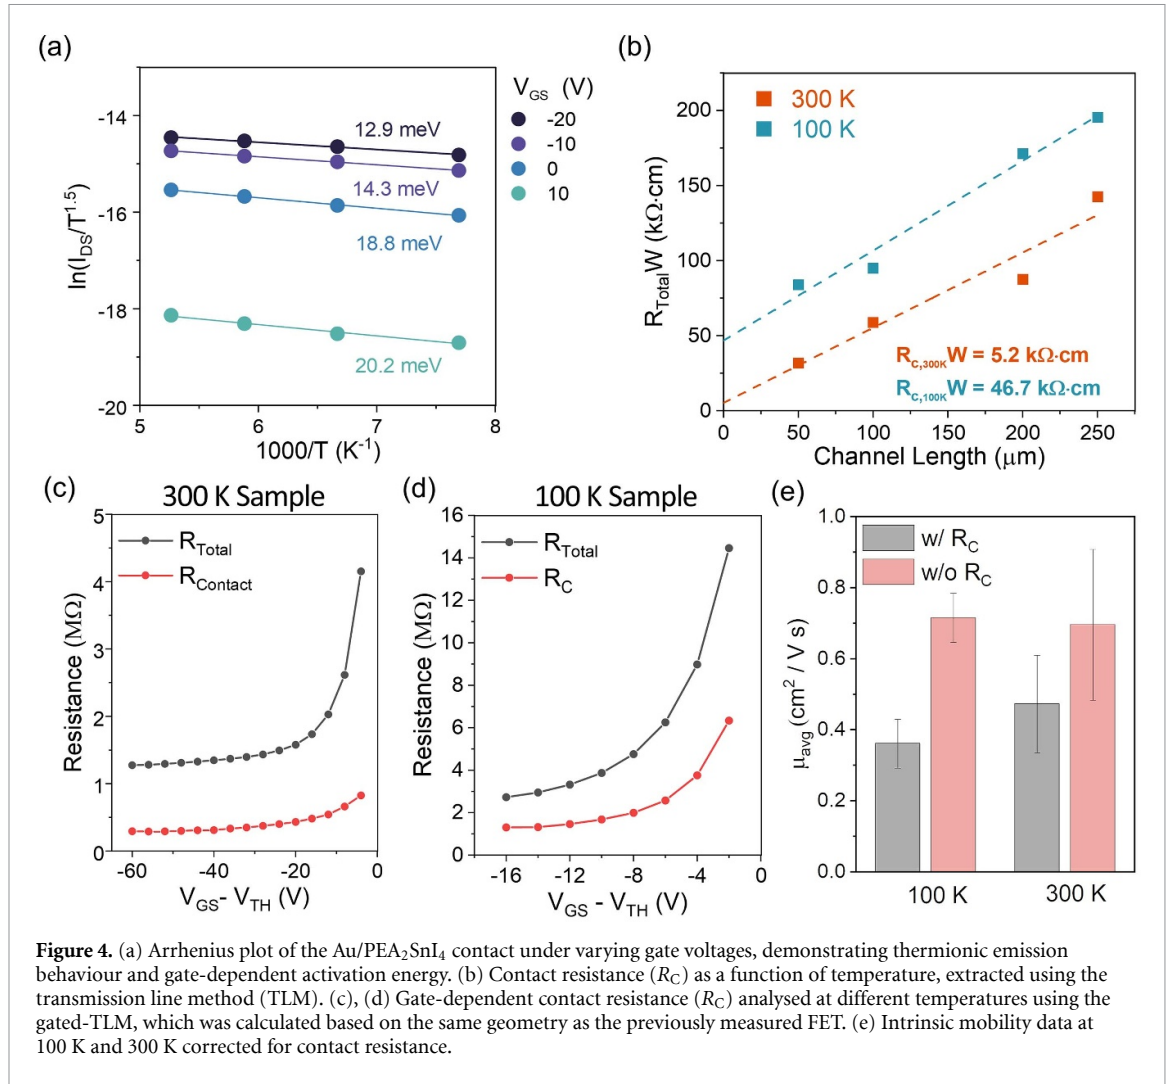 (a)
ln(I_DS/T^1.5)
-14
-16
-18
-20
12.9 meV
14.3 meV
18.8 meV
20.2 meV
5 6 7 8
1000/T (K^-1)
V_GS (V)
-20
-10
0
10
(b)
R_Total W (kΩ·cm)
200
150
100
50
0
300 K
100 K
R_C,300K W = 5.2 kΩ·cm
R_C,100K W = 46.7 kΩ·cm
0 50 100 200 250
Channel Length (μm)
(c) 300 K Sample
Resistance (MΩ)
5
4
3
2
1
0
R_Total
R_Contact
-60 -40 -20 0
V_GS- V_TH (V)
(d) 100 K Sample
Resistance (MΩ)
16
14
12
10
8
6
4
2
0
R_Total
R_C
-16 -12 -8 -4 0
V_GS - V_TH (V)
(e)
μ_avg (cm² / V s)
1.0
0.8
0.6
0.4
0.2
0.0
w/ R_C
w/o R_C
100 K 300 K
Figure 4. (a) Arrhenius plot of the Au/PEA₂SnI₄ contact under varying gate voltages, demonstrating thermionic emission
behaviour and gate-dependent activation energy. (b) Contact resistance (R_C) as a function of temperature, extracted using the
transmission line method (TLM). (c), (d) Gate-dependent contact resistance (R_C) analysed at different temperatures using the
gated-TLM, which was calculated based on the same geometry as the previously measured FET. (e) Intrinsic mobility data at
100 K and 300 K corrected for contact resistance.